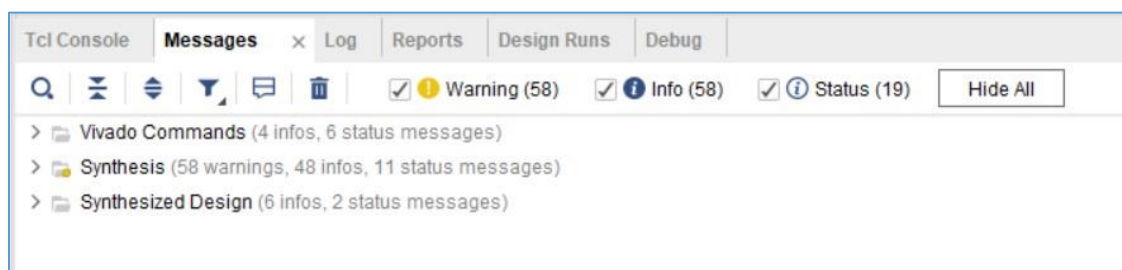 Tcl Console Messages × Log Reports Design Runs Debug
Warning (58) Info (58) Status (19) Hide All
Vivado Commands (4 infos, 6 status messages)
Synthesis (58 warnings, 48 infos, 11 status messages)
Synthesized Design (6 infos, 2 status messages)